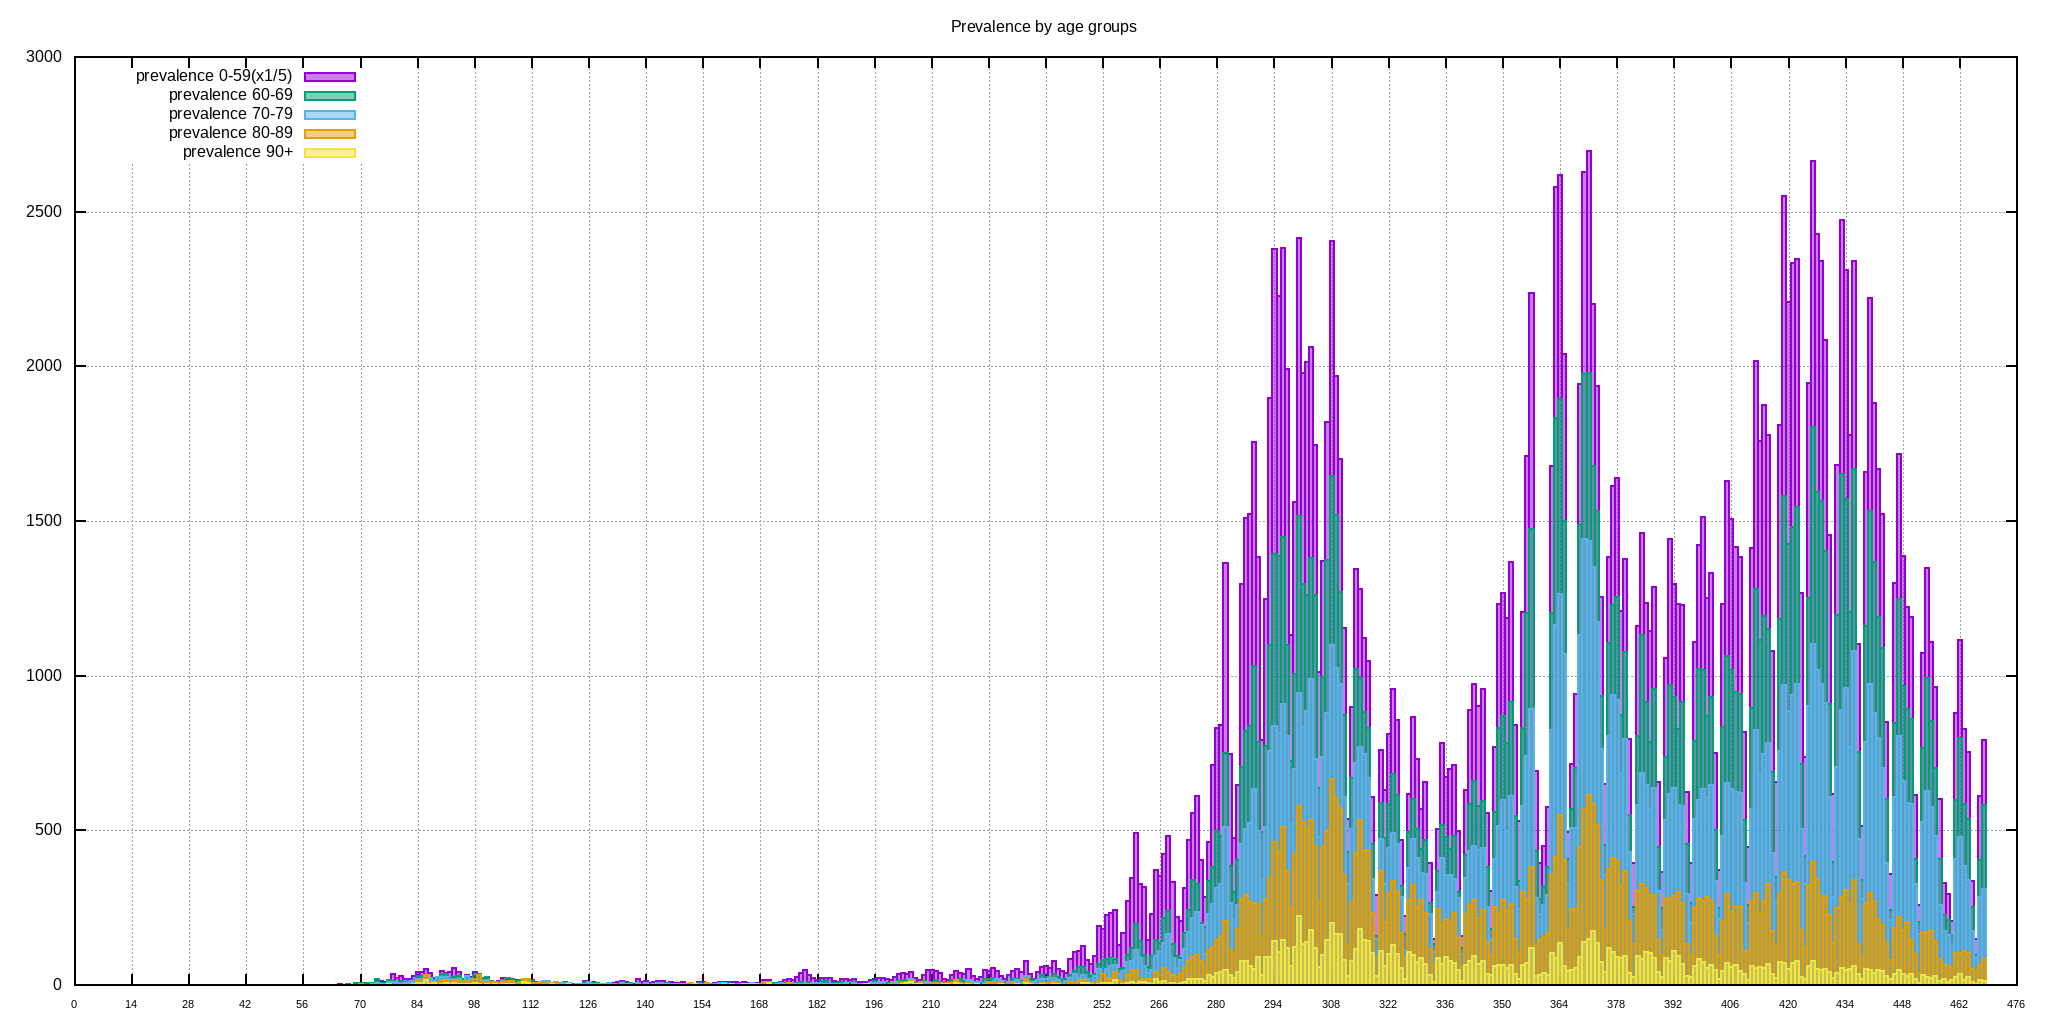 Prevalence by age groups
3000
2500
2000
1500
1000
500
0
prevalence 0-59(x1/5)
prevalence 60-69
prevalence 70-79
prevalence 80-89
prevalence 90+
0 14 28 42 56 70 84 98 112 126 140 154 168 182 196 210 224 238 252 266 280 294 308 322 336 350 364 378 392 406 420 434 448 462 476